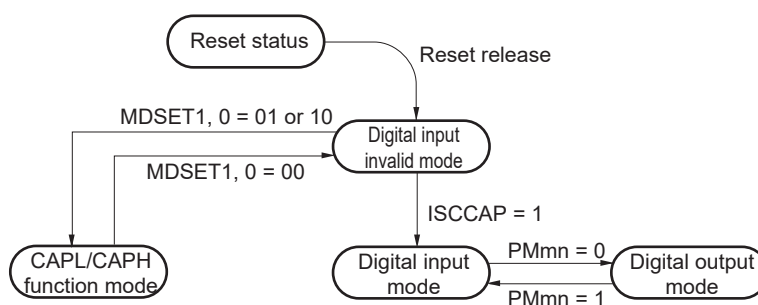 Reset status
Reset release
MDSET1, 0 = 01 or 10
Digital input
invalid mode
MDSET1, 0 = 00
ISCCAP = 1
CAPL/CAPH
function mode
Digital input
mode
PMmn = 0
PMmn = 1
Digital output
mode